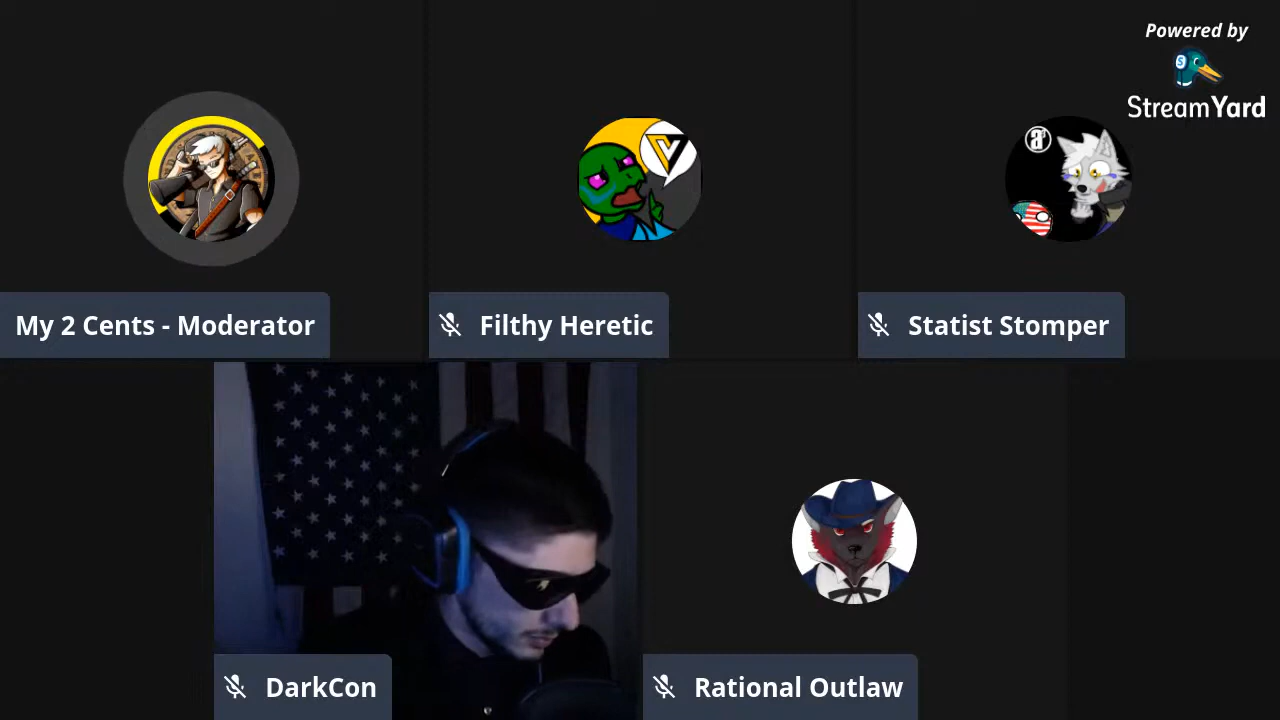 Powered by
StreamYard
My 2 Cents - Moderator
Filthy Heretic
Statist Stomper
DarkCon
Rational Outlaw